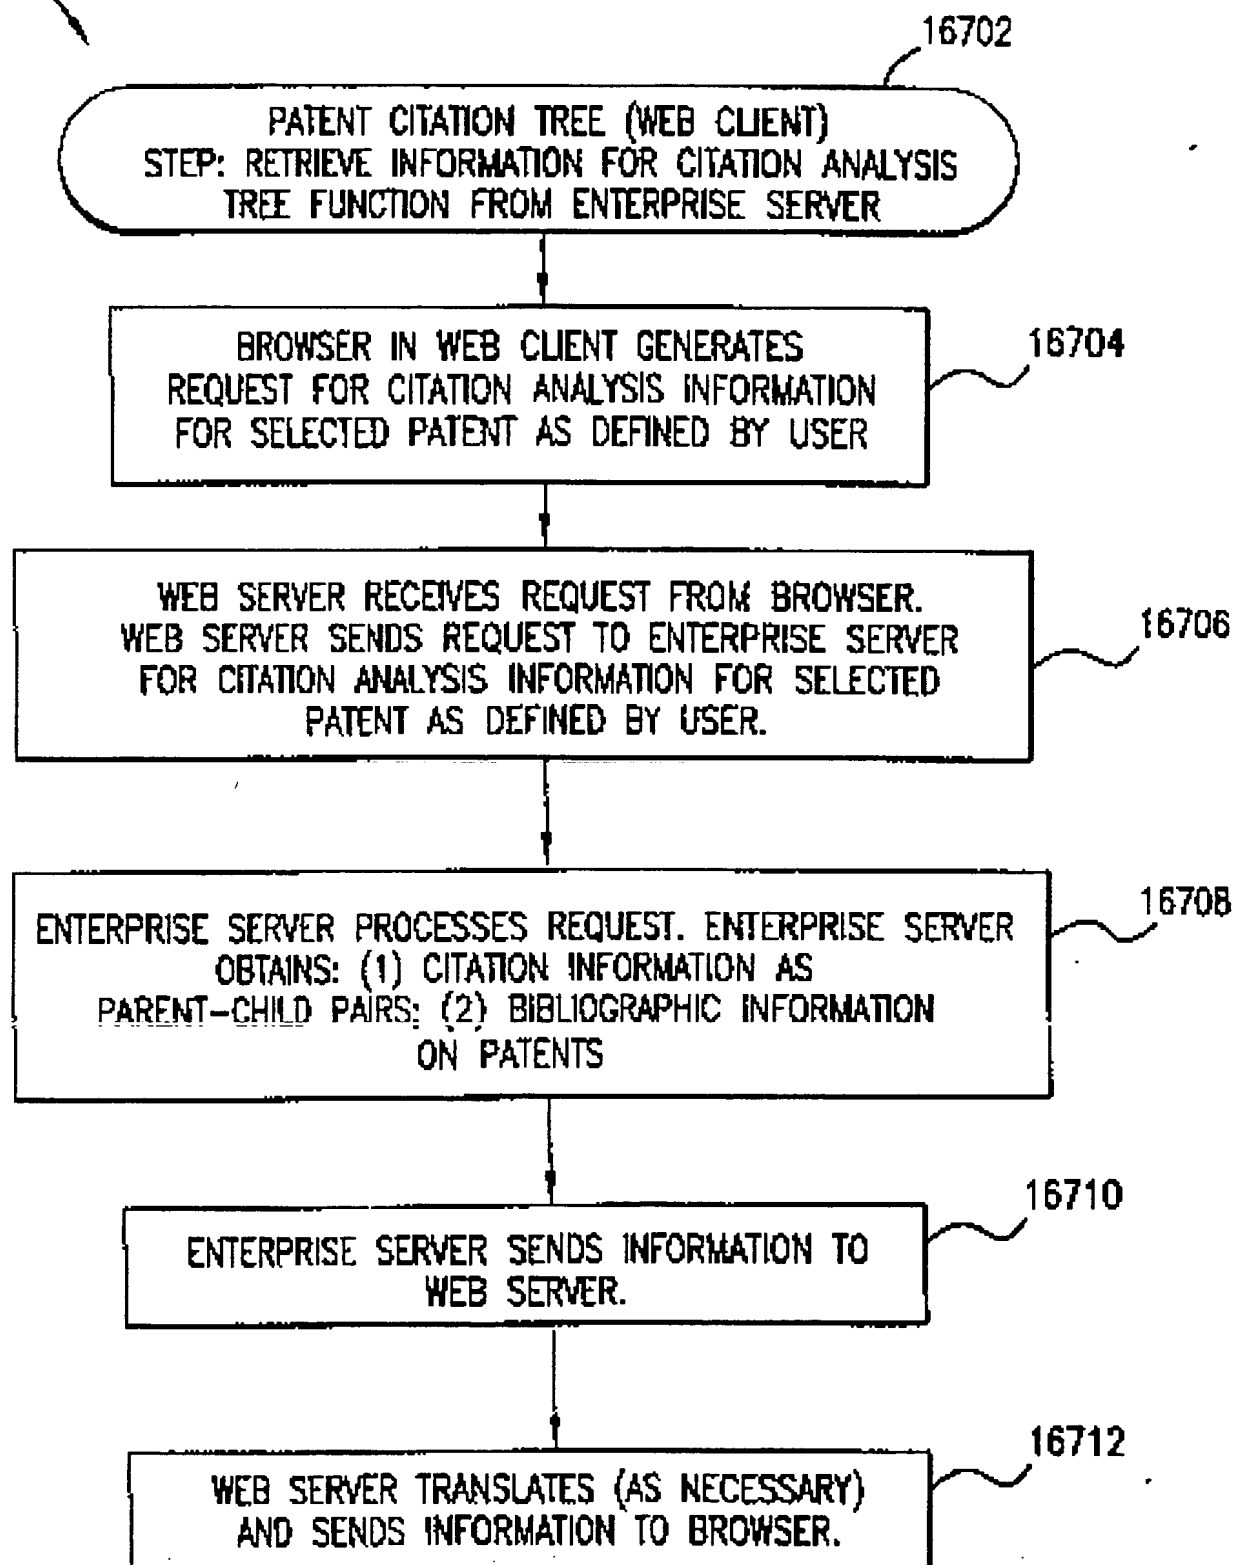 16702
PATENT CITATION TREE (WEB CLIENT)
STEP: RETRIEVE INFORMATION FOR CITATION ANALYSIS
TREE FUNCTION FROM ENTERPRISE SERVER
16704
BROWSER IN WEB CLIENT GENERATES
REQUEST FOR CITATION ANALYSIS INFORMATION
FOR SELECTED PATENT AS DEFINED BY USER
16706
WEB SERVER RECEIVES REQUEST FROM BROWSER.
WEB SERVER SENDS REQUEST TO ENTERPRISE SERVER
FOR CITATION ANALYSIS INFORMATION FOR SELECTED
PATENT AS DEFINED BY USER.
16708
ENTERPRISE SERVER PROCESSES REQUEST. ENTERPRISE SERVER
OBTAINS: (1) CITATION INFORMATION AS
PARENT-CHILD PAIRS; (2) BIBLIOGRAPHIC INFORMATION
ON PATENTS
16710
ENTERPRISE SERVER SENDS INFORMATION TO
WEB SERVER.
16712
WEB SERVER TRANSLATES (AS NECESSARY)
AND SENDS INFORMATION TO BROWSER.